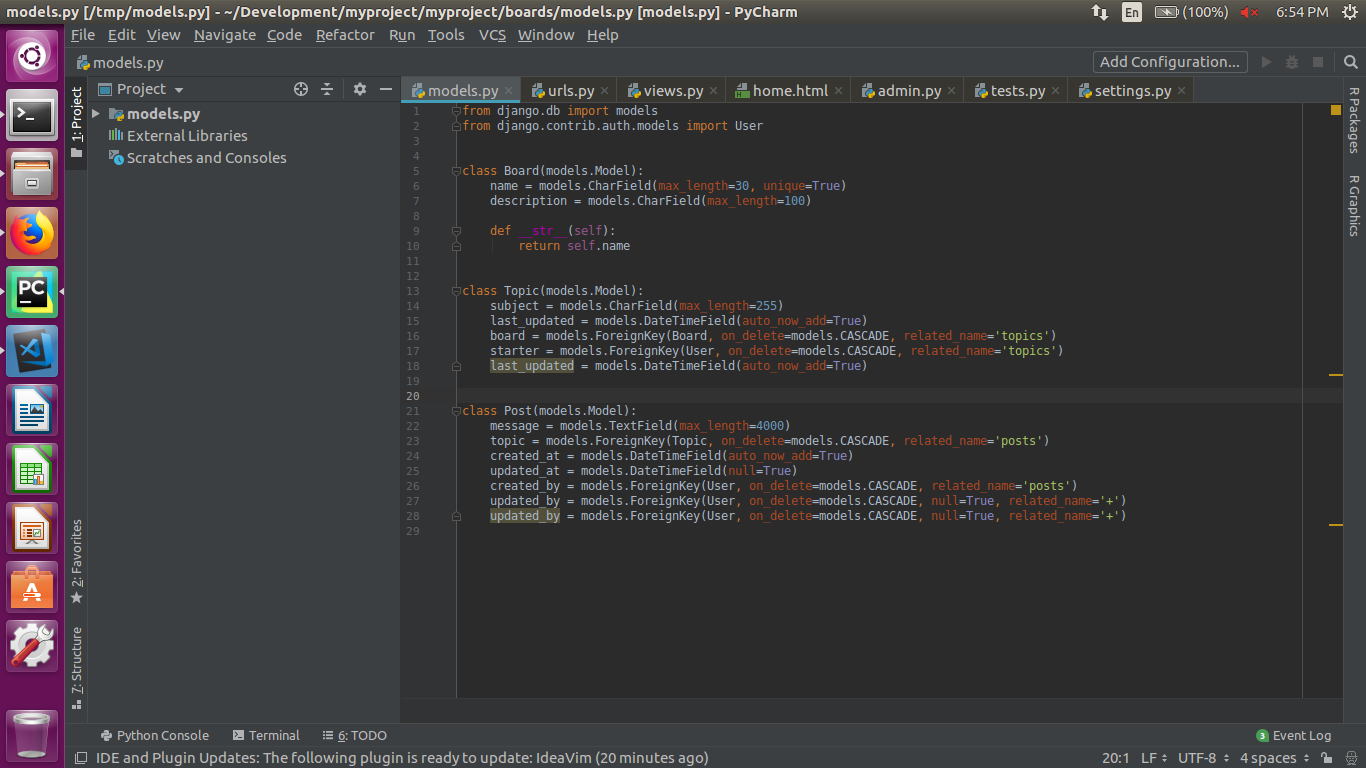 models.py [/tmp/models.py] - ~/Development/myproject/myproject/boards/models.py [models.py] - PyCharm
En (100%) 6:54 PM
File Edit View Navigate Code Refactor Run Tools VCS Window Help
models.py Add Configuration...
1: Project
Project
models.py
External Libraries
Scratches and Consoles
2: Favorites
7: Structure
models.py urls.py views.py home.html admin.py tests.py settings.py
1 from django.db import models
2 from django.contrib.auth.models import User
3
4
5 class Board(models.Model):
6     name = models.CharField(max_length=30, unique=True)
7     description = models.CharField(max_length=100)
8
9     def __str__(self):
10         return self.name
11
12
13 class Topic(models.Model):
14     subject = models.CharField(max_length=255)
15     last_updated = models.DateTimeField(auto_now_add=True)
16     board = models.ForeignKey(Board, on_delete=models.CASCADE, related_name='topics')
17     starter = models.ForeignKey(User, on_delete=models.CASCADE, related_name='topics')
18     last_updated = models.DateTimeField(auto_now_add=True)
19
20
21 class Post(models.Model):
22     message = models.TextField(max_length=4000)
23     topic = models.ForeignKey(Topic, on_delete=models.CASCADE, related_name='posts')
24     created_at = models.DateTimeField(auto_now_add=True)
25     updated_at = models.DateTimeField(null=True)
26     created_by = models.ForeignKey(User, on_delete=models.CASCADE, related_name='posts')
27     updated_by = models.ForeignKey(User, on_delete=models.CASCADE, null=True, related_name='+')
28     updated_by = models.ForeignKey(User, on_delete=models.CASCADE, null=True, related_name='+')
29
R Packages
R Graphics
Python Console Terminal 6: TODO 3 Event Log
IDE and Plugin Updates: The following plugin is ready to update: IdeaVim (20 minutes ago) 20:1 LF UTF-8 4 spaces
PC
A